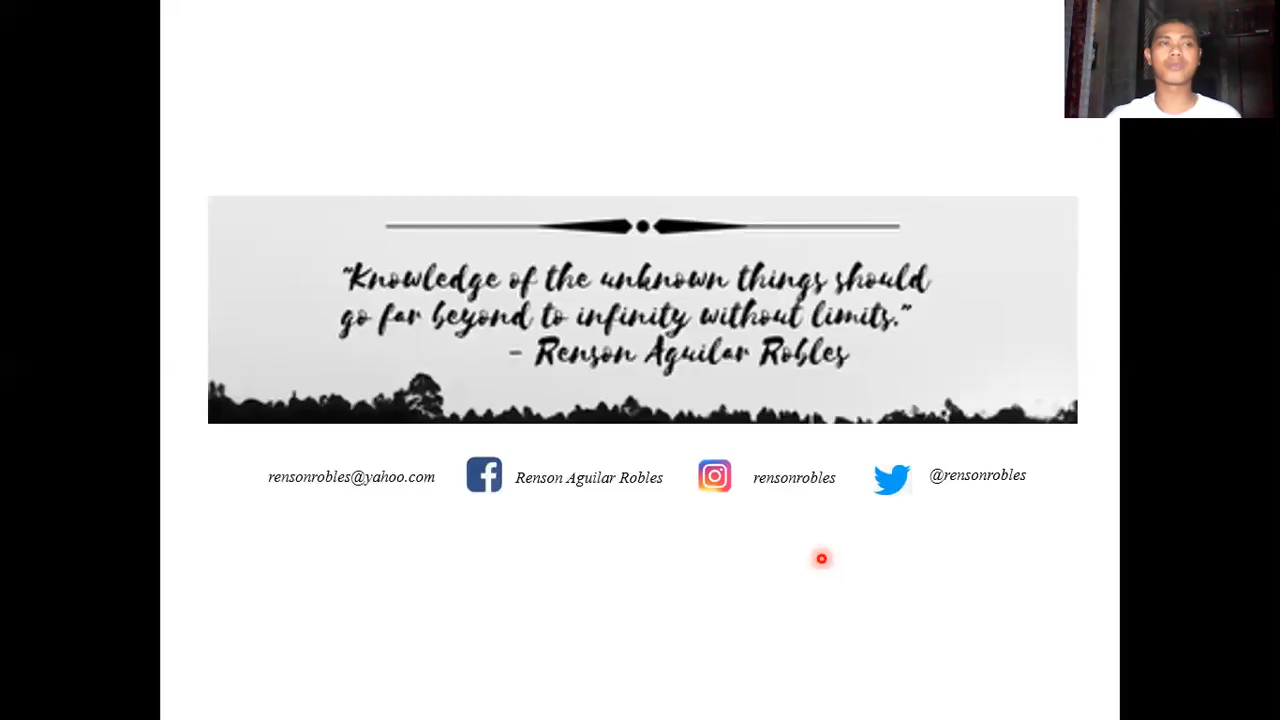 "Knowledge of the unknown things should
go far beyond to infinity without limits."
- Renson Aguilar Robles
rensonrobles@yahoo.com
Renson Aguilar Robles
rensonrobles
@rensonrobles